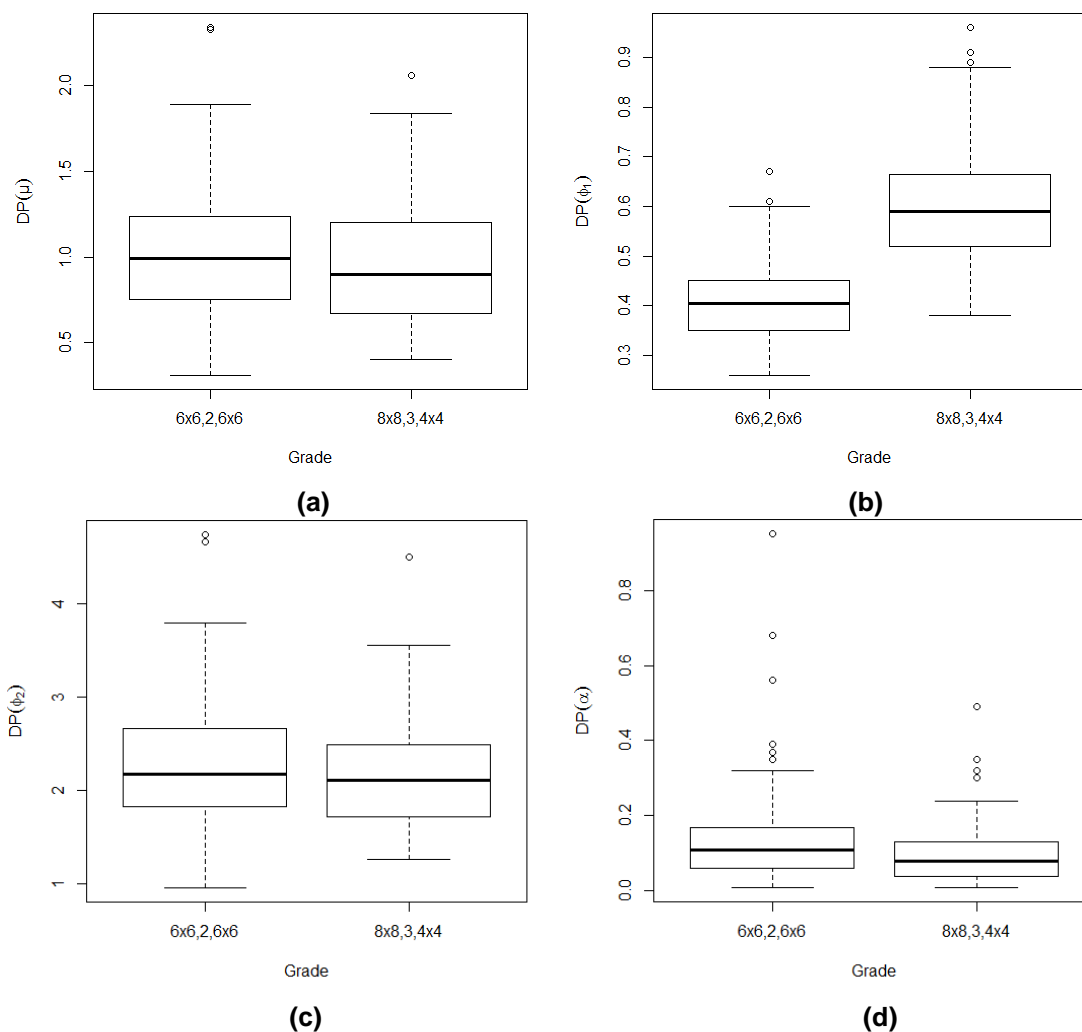 DP(μ)
0.5
1.0
1.5
2.0
6x6,2,6x6
8x8,3,4x4
Grade
(a)
DP(ϕ1)
0.3
0.4
0.5
0.6
0.7
0.8
0.9
6x6,2,6x6
8x8,3,4x4
Grade
(b)
DP(ϕ2)
1
2
3
4
6x6,2,6x6
8x8,3,4x4
Grade
(c)
DP(α)
0.0
0.2
0.4
0.6
0.8
6x6,2,6x6
8x8,3,4x4
Grade
(d)